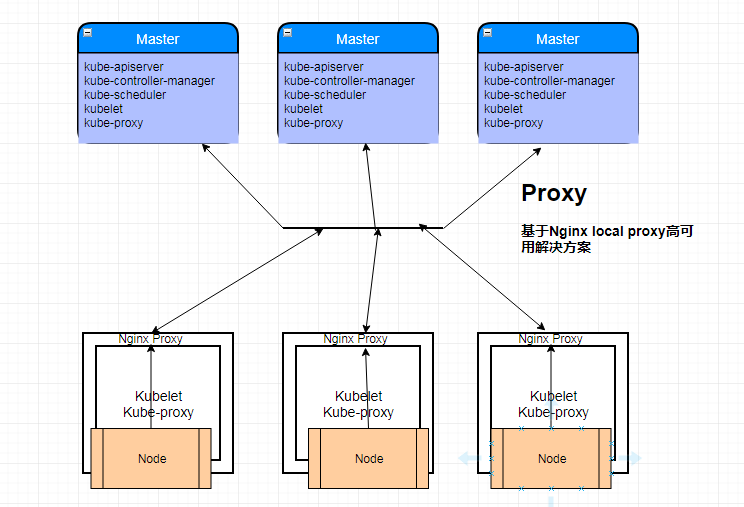 Master
kube-apiserver
kube-controller-manager
kube-scheduler
kubelet
kube-proxy
Master
kube-apiserver
kube-controller-manager
kube-scheduler
kubelet
kube-proxy
Master
kube-apiserver
kube-controller-manager
kube-scheduler
kubelet
kube-proxy
Proxy
基于Nginx local proxy高可
用解决方案
Nginx Proxy
Kubelet
Kube-proxy
Node
Nginx Proxy
Kubelet
Kube-proxy
Node
Nginx Proxy
Kubelet
Kube-proxy
Node